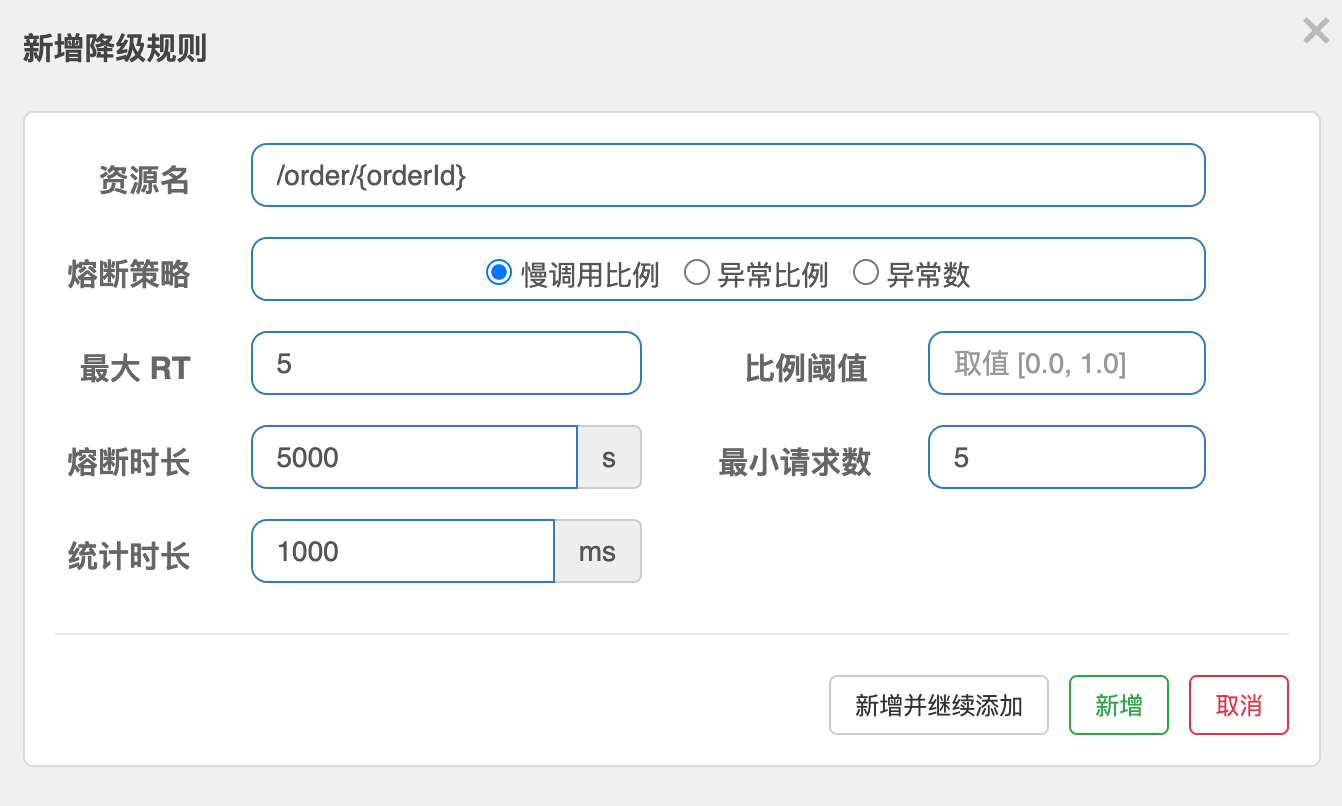 新增降级规则
资源名 /order/{orderId}
熔断策略 慢调用比例 异常比例 异常数
最大 RT 5 比例阈值 取值 [0.0, 1.0]
熔断时长 5000 s 最小请求数 5
统计时长 1000 ms
新增并继续添加 新增 取消